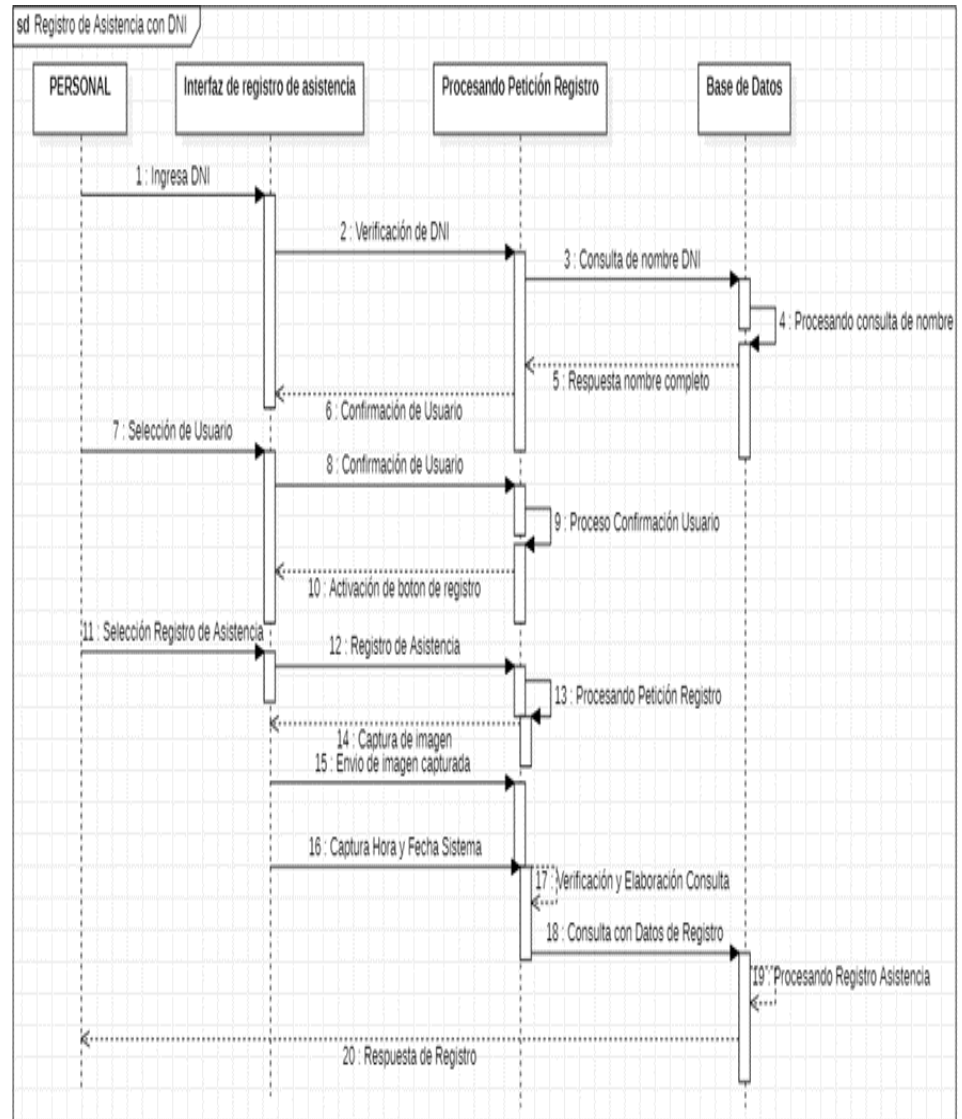 sd Registro de Asistencia con DNI
PERSONAL
Interfaz de registro de asistencia
Procesando Petición Registro
Base de Datos
1 : Ingresa DNI
2 : Verificación de DNI
3 : Consulta de nombre DNI
4 : Procesando consulta de nombre
5 : Respuesta nombre completo
6 : Confirmación de Usuario
7 : Selección de Usuario
8 : Confirmación de Usuario
9 : Proceso Confirmación Usuario
10 : Activación de boton de registro
11 : Selección Registro de Asistencia
12 : Registro de Asistencia
13 : Procesando Petición Registro
14 : Captura de imagen
15 : Envio de imagen capturada
16 : Captura Hora y Fecha Sistema
17 : Verificación y Elaboración Consulta
18 : Consulta con Datos de Registro
19 : Procesando Registro Asistencia
20 : Respuesta de Registro